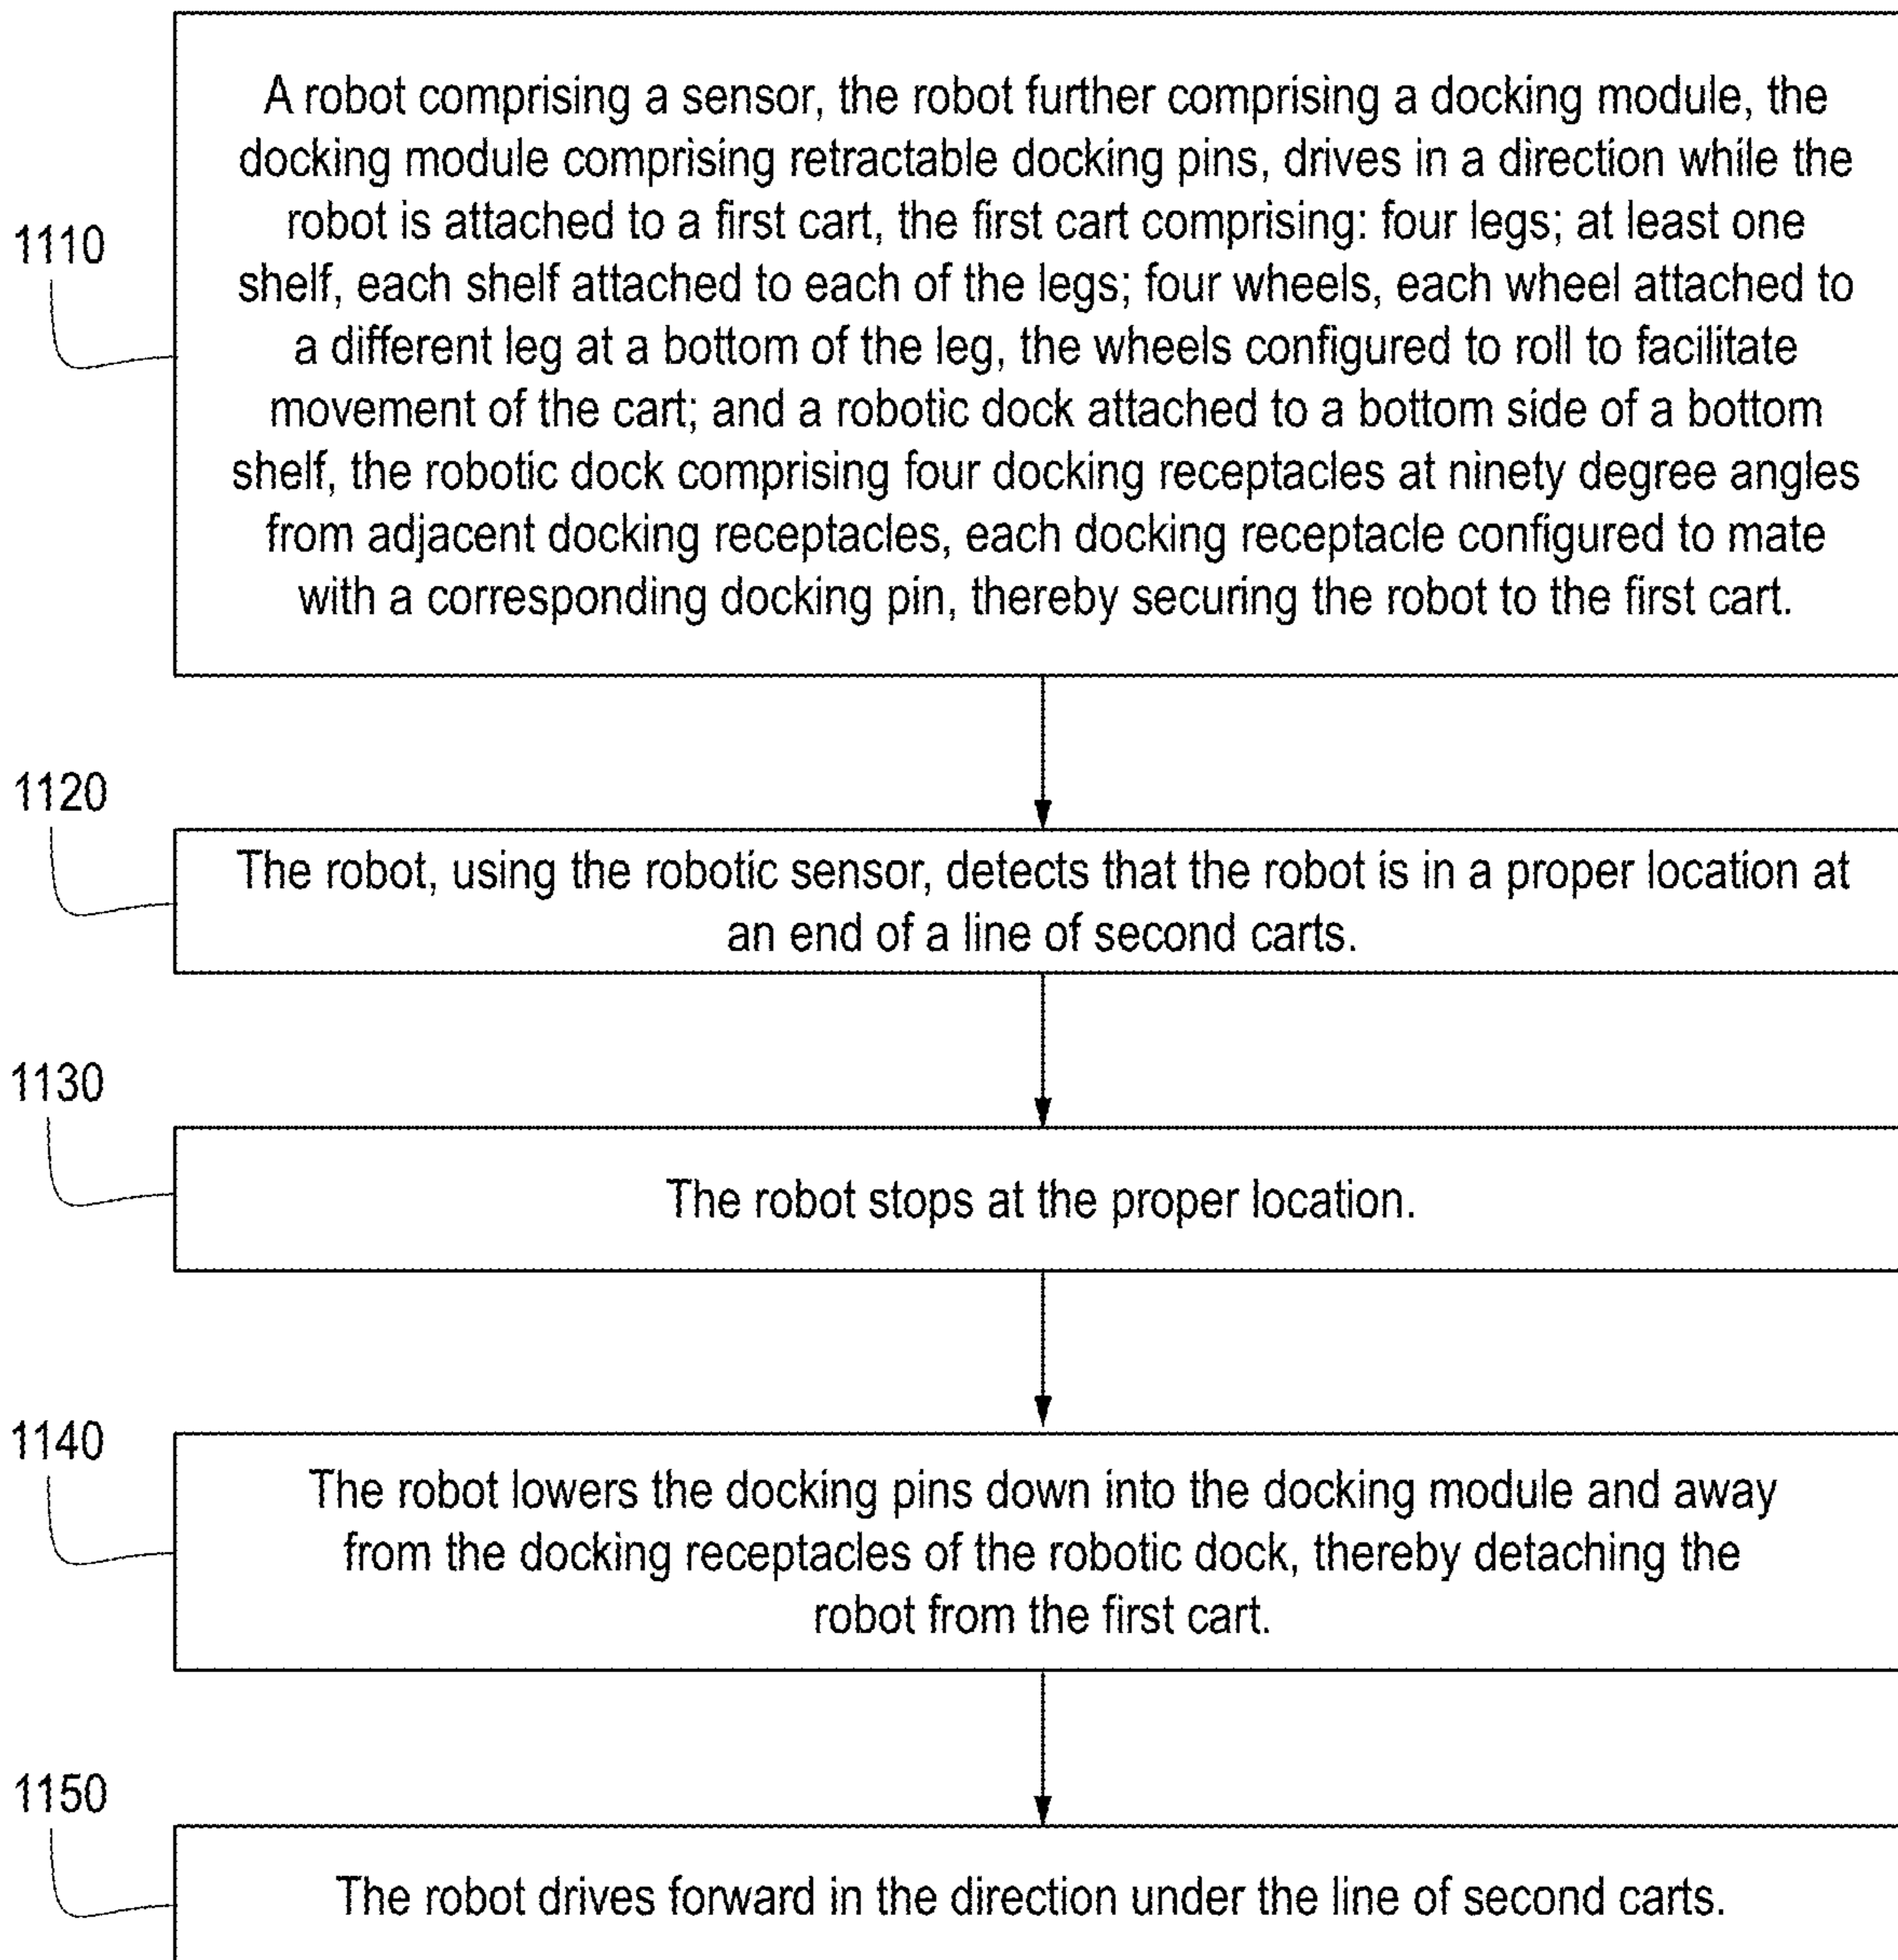 1110
A robot comprising a sensor, the robot further comprising a docking module, the
docking module comprising retractable docking pins, drives in a direction while the
robot is attached to a first cart, the first cart comprising: four legs; at least one
shelf, each shelf attached to each of the legs; four wheels, each wheel attached to
a different leg at a bottom of the leg, the wheels configured to roll to facilitate
movement of the cart; and a robotic dock attached to a bottom side of a bottom
shelf, the robotic dock comprising four docking receptacles at ninety degree angles
from adjacent docking receptacles, each docking receptacle configured to mate
with a corresponding docking pin, thereby securing the robot to the first cart.
1120
The robot, using the robotic sensor, detects that the robot is in a proper location at
an end of a line of second carts.
1130
The robot stops at the proper location.
1140
The robot lowers the docking pins down into the docking module and away
from the docking receptacles of the robotic dock, thereby detaching the
robot from the first cart.
1150
The robot drives forward in the direction under the line of second carts.